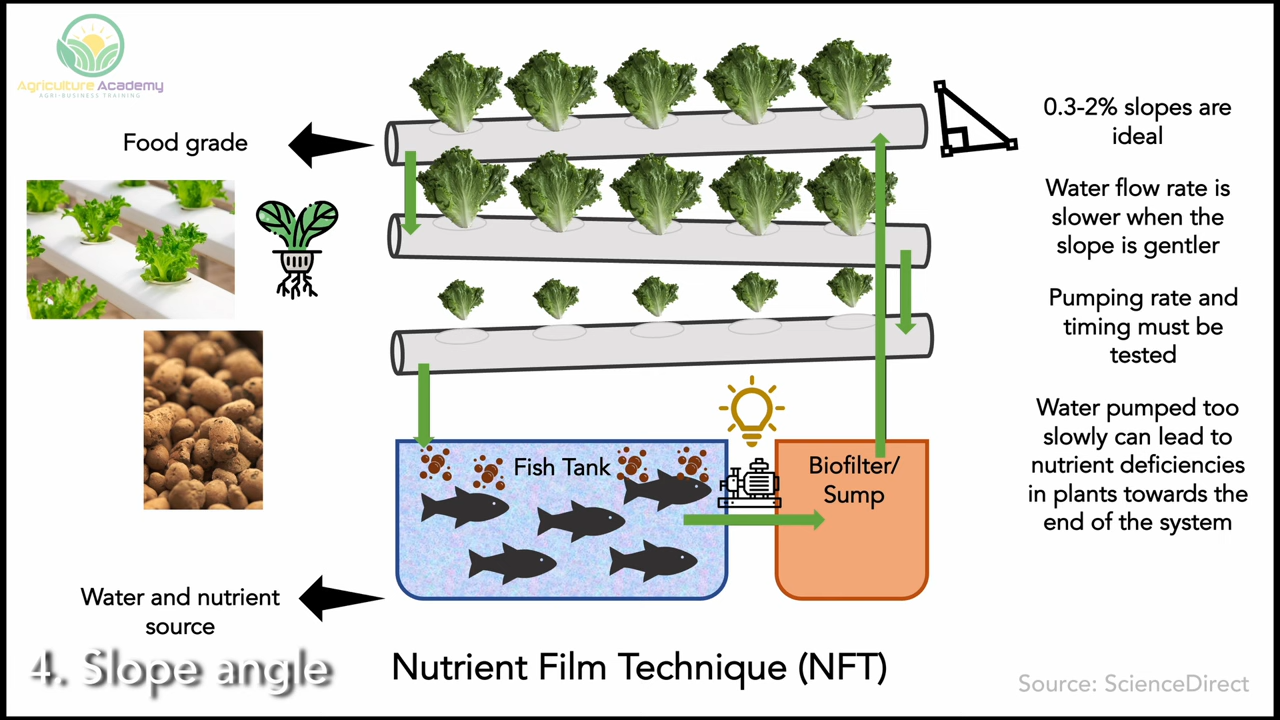 Agriculture Academy
AGRI-BUSINESS TRAINING
Food grade
0.3-2% slopes are
ideal
Water flow rate is
slower when the
slope is gentler
Pumping rate and
timing must be
tested
Water pumped too
slowly can lead to
nutrient deficiencies
in plants towards the
end of the system
Fish Tank
Biofilter/
Sump
Water and nutrient
source
4. Slope angle
Nutrient Film Technique (NFT)
Source: ScienceDirect